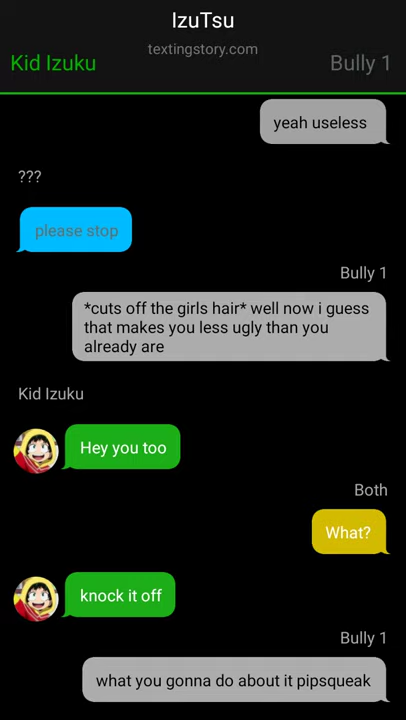 IzuTsu
textingstory.com
Kid Izuku
Bully 1
yeah useless
???
please stop
Bully 1
*cuts off the girls hair* well now i guess
that makes you less ugly than you
already are
Kid Izuku
Hey you too
Both
What?
knock it off
Bully 1
what you gonna do about it pipsqueak